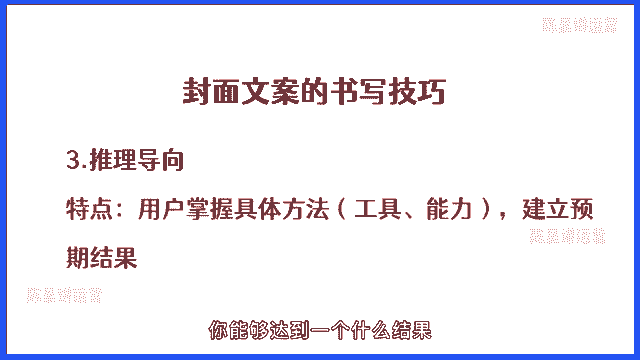 封面文案的书写技巧
3.推理导向
特点：用户掌握具体方法（工具、能力），建立预
期结果
你能够达到一个什么结果